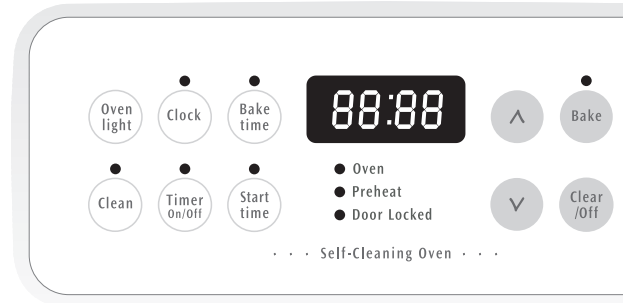 Oven
light
Clock
Bake
time
88:88
Bake
Clean
Timer
On/Off
Start
time
Oven
Preheat
Door Locked
Clear
/Off
Self-Cleaning Oven